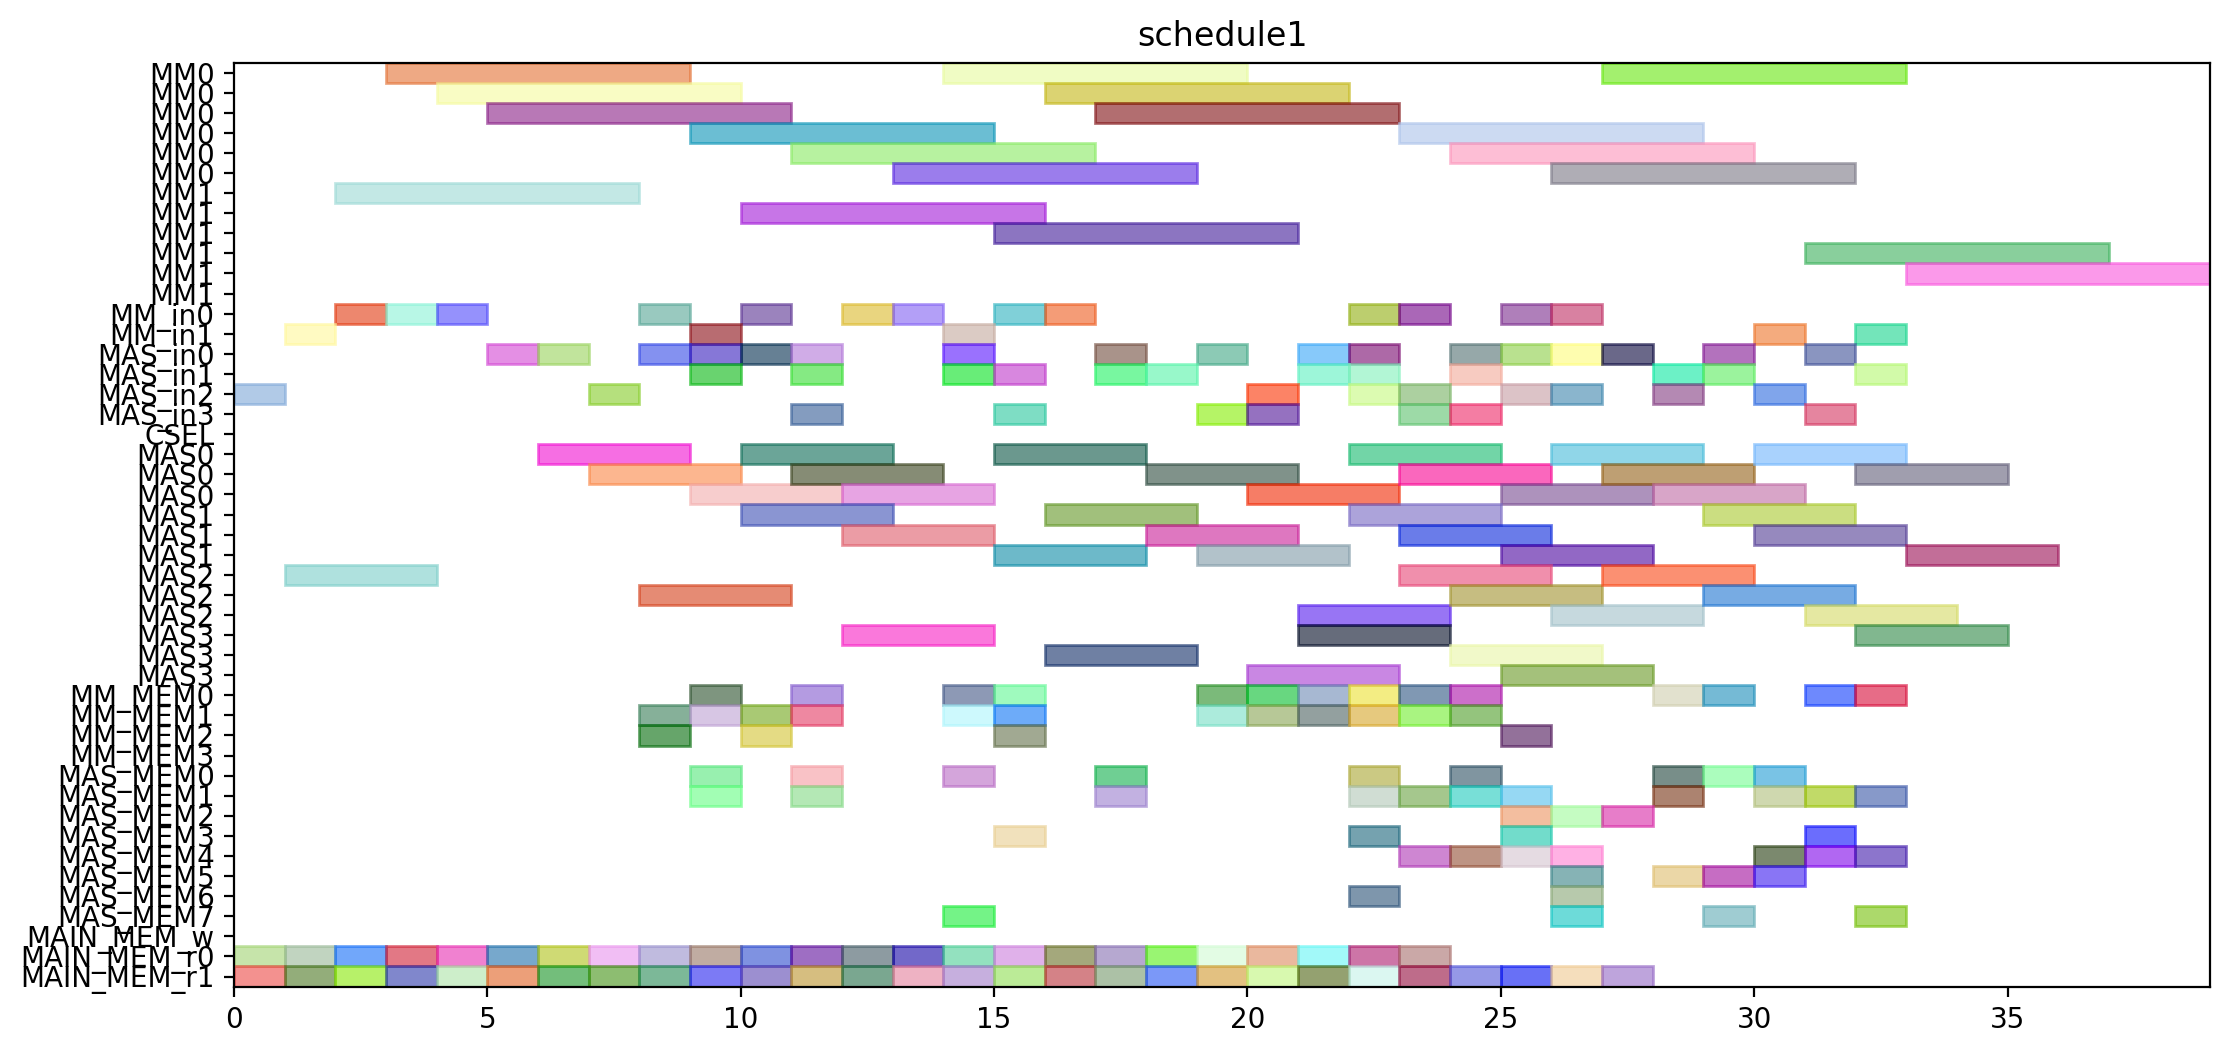 schedule1
MM0
MM0
MM0
MM0
MM0
MM0
MM1
MM1
MM1
MM1
MM1
MM1
MM_in0
MM_in1
MAS_in0
MAS_in1
MAS_in2
MAS_in3
CSEL
MAS0
MAS0
MAS0
MAS1
MAS1
MAS1
MAS2
MAS2
MAS2
MAS3
MAS3
MAS3
MM_MEM0
MM_MEM1
MM_MEM2
MM_MEM3
MAS_MEM0
MAS_MEM1
MAS_MEM2
MAS_MEM3
MAS_MEM4
MAS_MEM5
MAS_MEM6
MAS_MEM7
MAIN_MEM_w
MAIN_MEM_r0
MAIN_MEM_r1
0 5 10 15 20 25 30 35